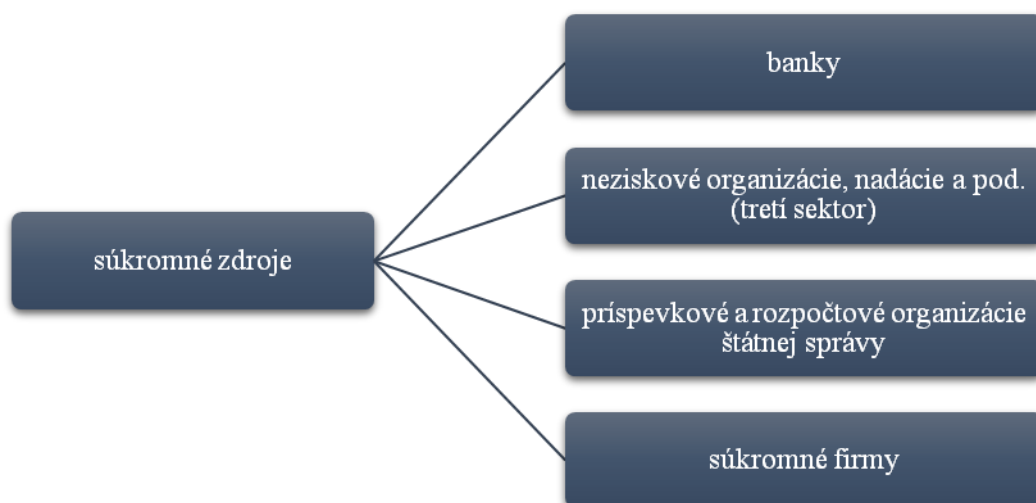 súkromné zdroje
banky
neziskové organizácie, nadácie a pod.
(tretí sektor)
príspevkové a rozpočtové organizácie
štátnej správy
súkromné firmy